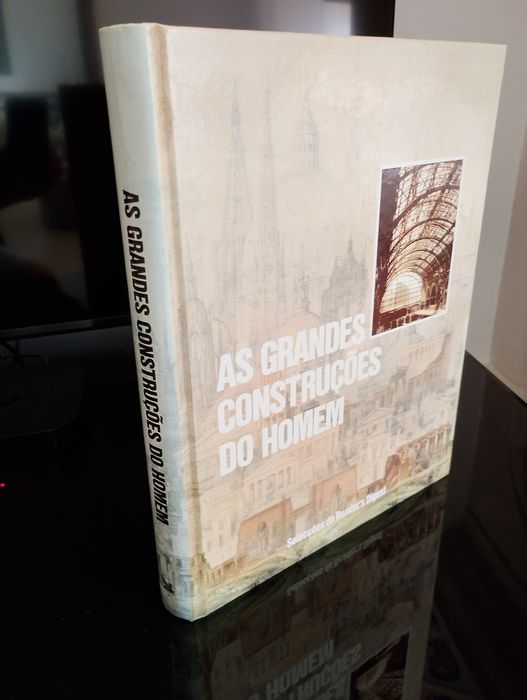 AS GRANDES CONSTRUÇÕES DO HOMEM
AS GRANDES
CONSTRUÇÕES
DO HOMEM
Selecções do Reader's Digest